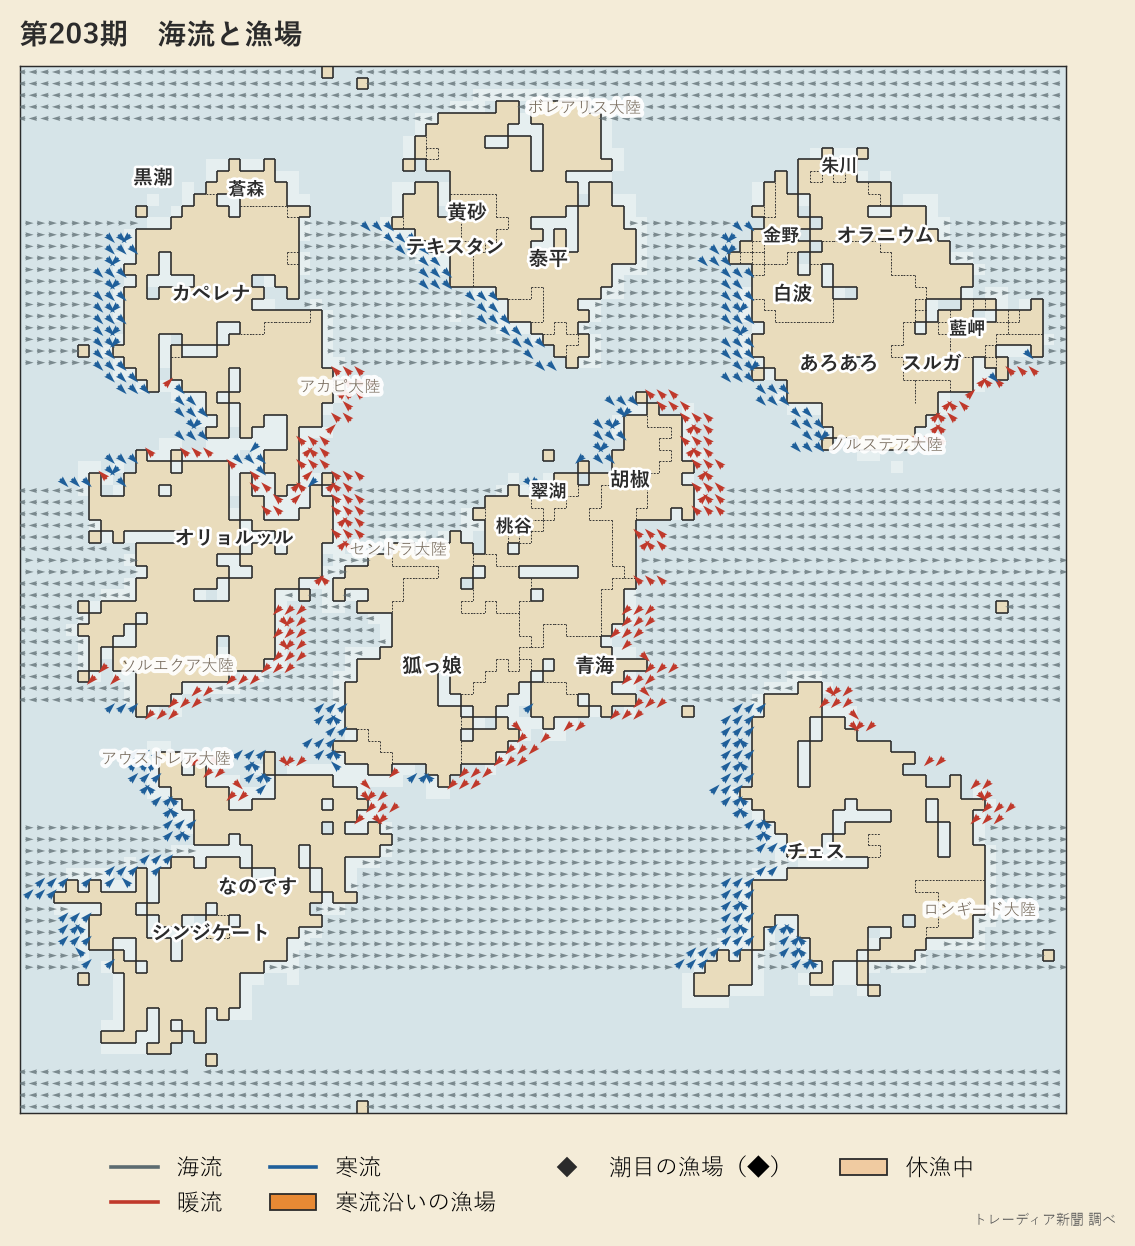 第203期　海流と漁場
ボレアリス大陸
朱川
黒潮
蒼森
黄砂
金野
オラニウム
テキスタン
泰平
カペレナ
白波
藍岬
あろあろ
スルガ
アカピ大陸
ノルステア大陸
胡椒
翠湖
桃谷
オリョルッル
セントラ大陸
ソルエクア大陸
狐っ娘
青海
アウストレア大陸
チェス
なのです
ロンギード大陸
シンジケート
海流
寒流
潮目の漁場（◆）
休漁中
暖流
寒流沿いの漁場
トレーディア新聞 調べ